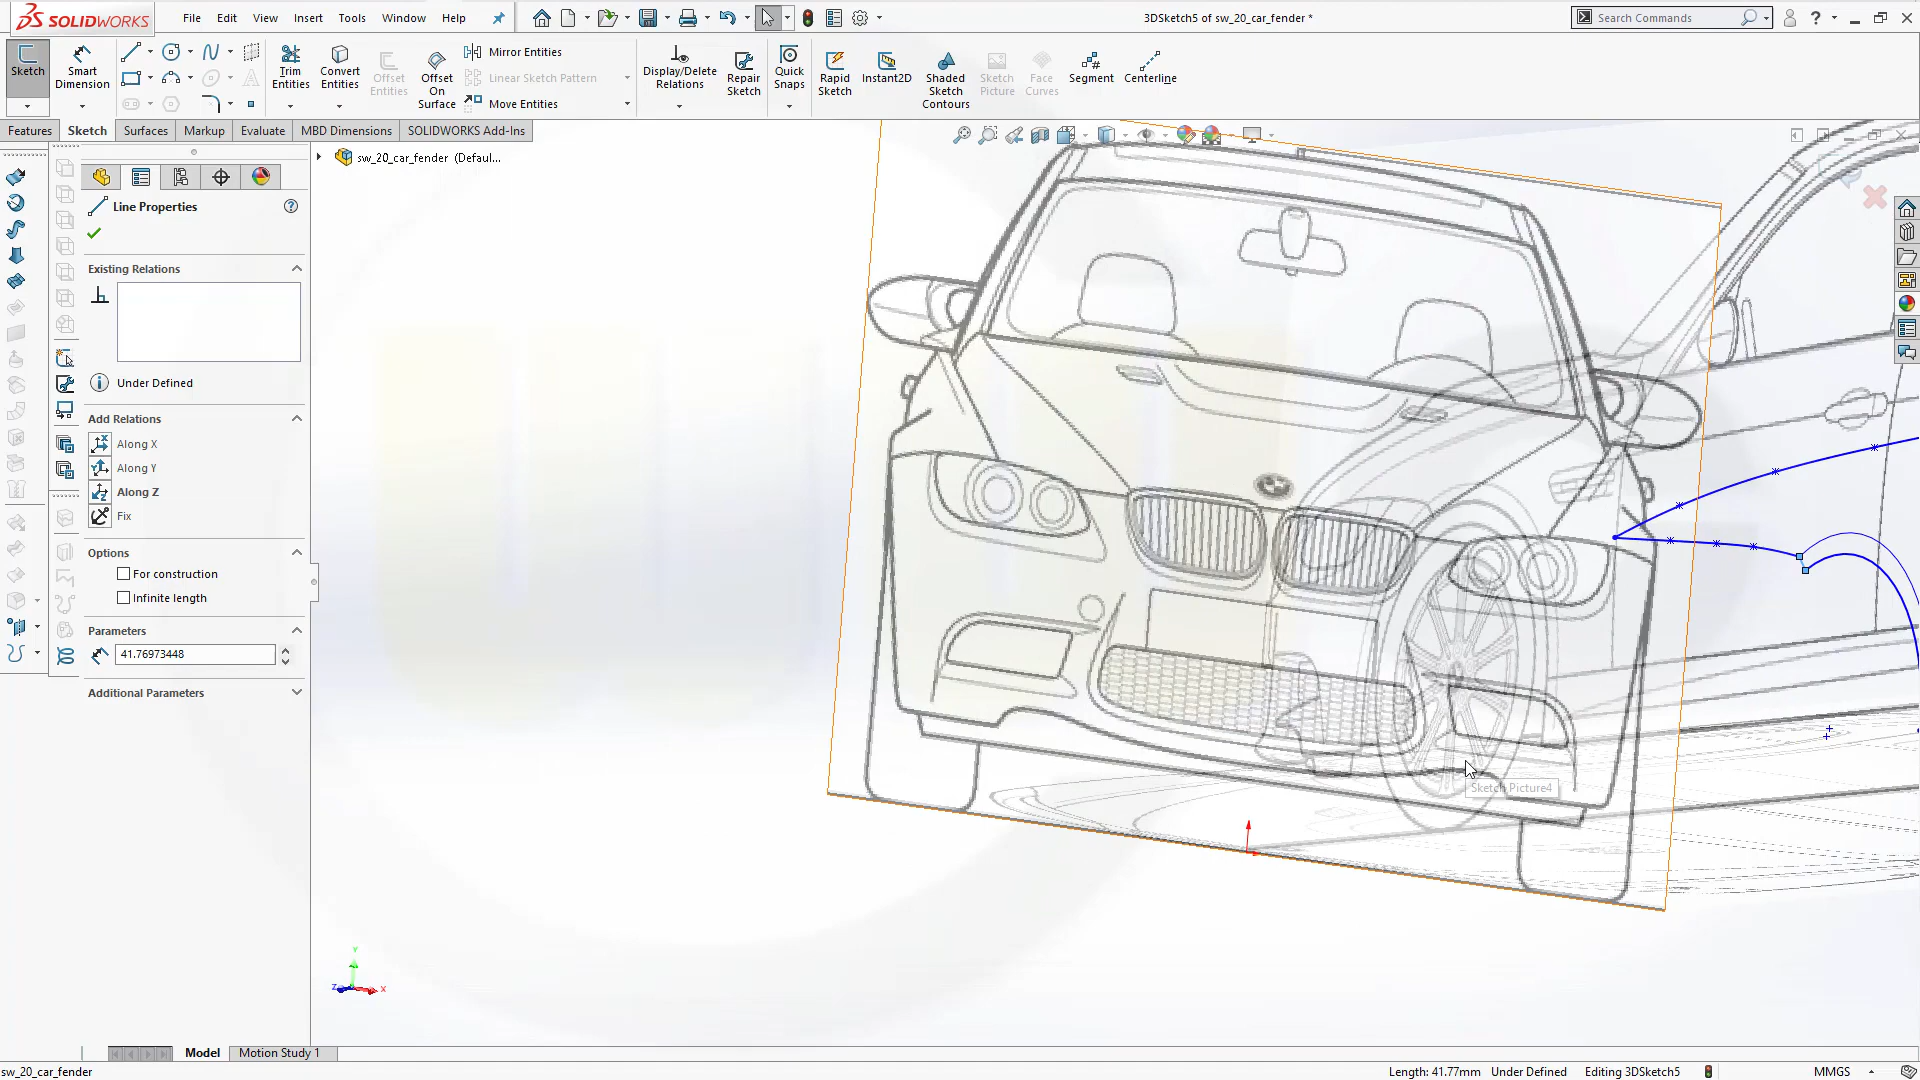 SOLIDWORKS
File Edit View Insert Tools Window Help
3DSketch5 of sw_20_car_fender *
Search Commands
Sketch
Smart Dimension
Trim Entities
Convert Entities
Offset Entities
Offset On Surface
Mirror Entities
Linear Sketch Pattern
Move Entities
Display/Delete Relations
Repair Sketch
Quick Snaps
Rapid Sketch
Instant2D
Shaded Sketch Contours
Sketch Picture
Face Curves
Segment
Centerline
Features Sketch Surfaces Markup Evaluate MBD Dimensions SOLIDWORKS Add-Ins
sw_20_car_fender (Defaul...
Line Properties
Existing Relations
Under Defined
Add Relations
Along X
Along Y
Along Z
Fix
Options
For construction
Infinite length
Parameters
41.76973448
Additional Parameters
Sketch Picture4
Y
Z X
Model Motion Study 1
sw_20_car_fender
Length: 41.77mm Under Defined Editing 3DSketch5 MMGS